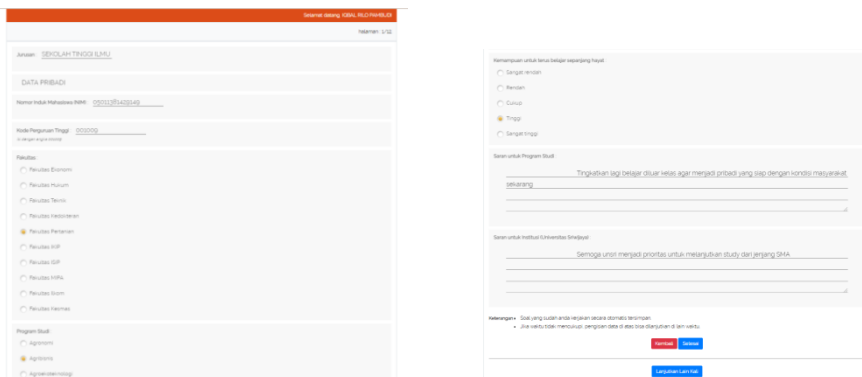 Selamat datang, IQBAL RILO PAMBUDI
halaman: 1/12
Jurusan: SEKOLAH TINGGI ILMU
DATA PRIBADI
Nomor Induk Mahasiswa (NIM):
Kode Perguruan Tinggi: 001009
Fakultas:
Fakultas Ekonomi
Fakultas Hukum
Fakultas Teknik
Fakultas Kedokteran
Fakultas Pertanian
Fakultas IKIP
Fakultas ISIP
Fakultas MIPA
Fakultas Ilkom
Fakultas Kesmas
Program Studi:
Agronomi
Agribisnis
Agroekoteknologi
Kemampuan untuk terus belajar sepanjang hayat:
Sangat rendah
Rendah
Cukup
Tinggi
Sangat tinggi
Saran untuk Program Studi:
Tingkatkan lagi belajar diluar kelas agar menjadi pribadi yang siap dengan kondisi masyarakat
sekarang
Saran untuk Institusi (Universitas Sriwijaya):
Semoga unsri menjadi prioritas untuk melanjutkan study dari jenjang SMA
Keterangan:
Soal yang sudah anda kerjakan secara otomatis tersimpan.
Jika waktu tidak mencukupi, pengisian data di atas bisa dilanjutkan di lain waktu.
Kembali Selesai
Lanjutkan Lain Kali